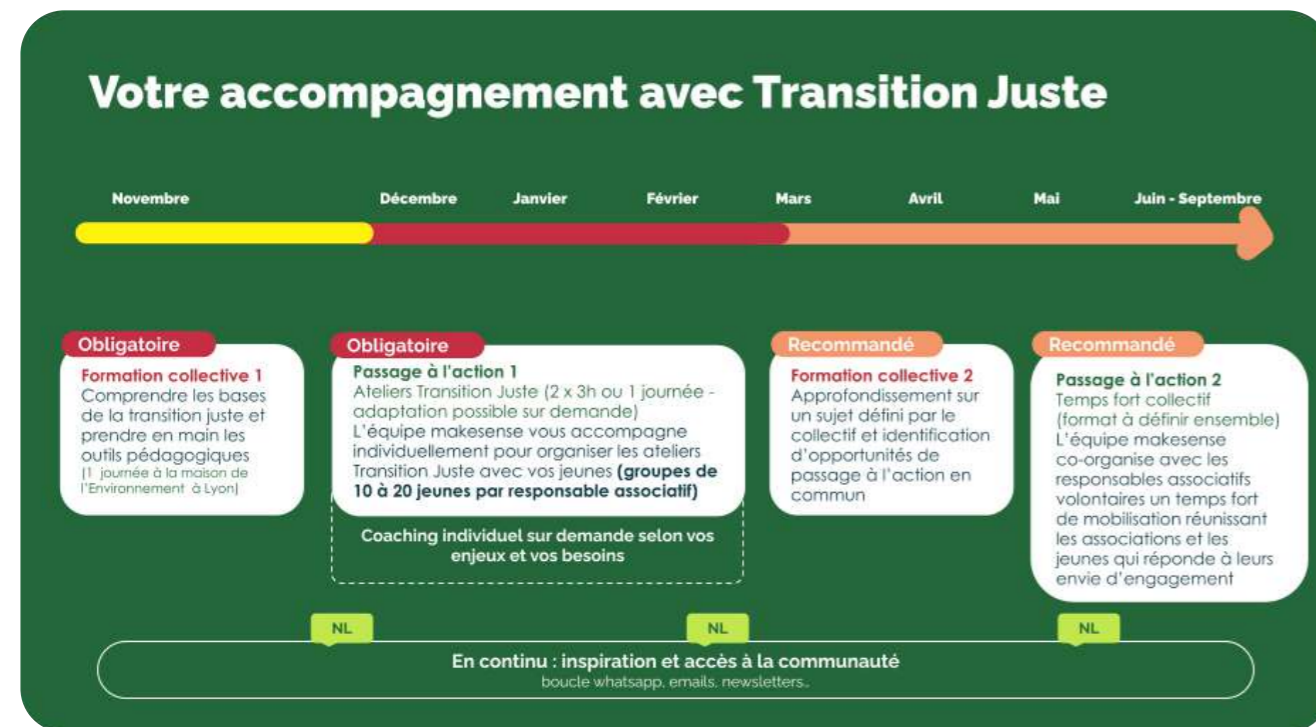 Votre accompagnement avec Transition Juste
Novembre
Décembre
Janvier
Février
Mars
Avril
Mai
Juin - Septembre
Obligatoire
Formation collective 1
Comprendre les bases
de la transition juste et
prendre en main les
outils pédagogiques
(1 journée à la maison de
l'Environnement à Lyon)
Obligatoire
Passage à l'action 1
Ateliers Transition Juste (2 x 3h ou 1 journée -
adaptation possible sur demande)
L'équipe makesense vous accompagne
individuellement pour organiser les ateliers
Transition Juste avec vos jeunes (groupes de
10 à 20 jeunes par responsable associatif)
Coaching individuel sur demande selon vos
enjeux et vos besoins
Recommandé
Formation collective 2
Approfondissement sur
un sujet défini par le
collectif et identification
d'opportunités de
passage à l'action en
commun
Recommandé
Passage à l'action 2
Temps fort collectif
(format à définir ensemble)
L'équipe makesense
co-organise avec les
responsables associatifs
volontaires un temps fort
de mobilisation réunissant
les associations et les
jeunes qui réponde à leurs
envie d'engagement
NL
NL
NL
En continu : inspiration et accès à la communauté
boucle whatsapp, emails, newsletters..